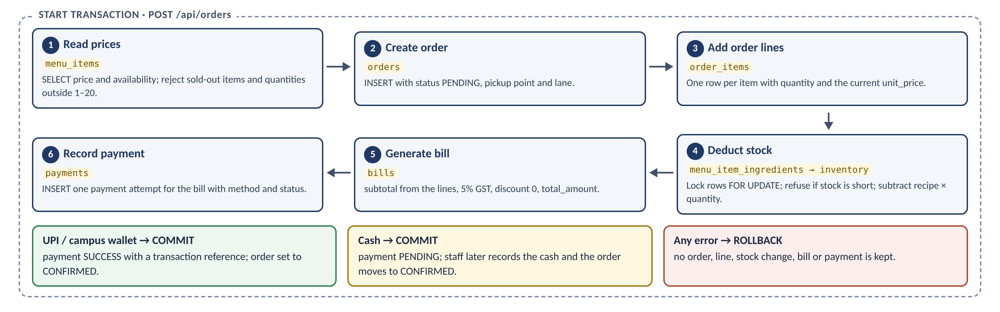 START TRANSACTION · POST /api/orders
1 Read prices
menu_items
SELECT price and availability; reject sold-out items and quantities
outside 1–20.
2 Create order
orders
INSERT with status PENDING, pickup point and lane.
3 Add order lines
order_items
One row per item with quantity and the current unit_price.
4 Deduct stock
menu_item_ingredients → inventory
Lock rows FOR UPDATE; refuse if stock is short; subtract recipe ×
quantity.
5 Generate bill
bills
subtotal from the lines, 5% GST, discount 0, total_amount.
6 Record payment
payments
INSERT one payment attempt for the bill with method and status.
UPI / campus wallet → COMMIT
payment SUCCESS with a transaction reference; order set to
CONFIRMED.
Cash → COMMIT
payment PENDING; staff later records the cash and the order
moves to CONFIRMED.
Any error → ROLLBACK
no order, line, stock change, bill or payment is kept.